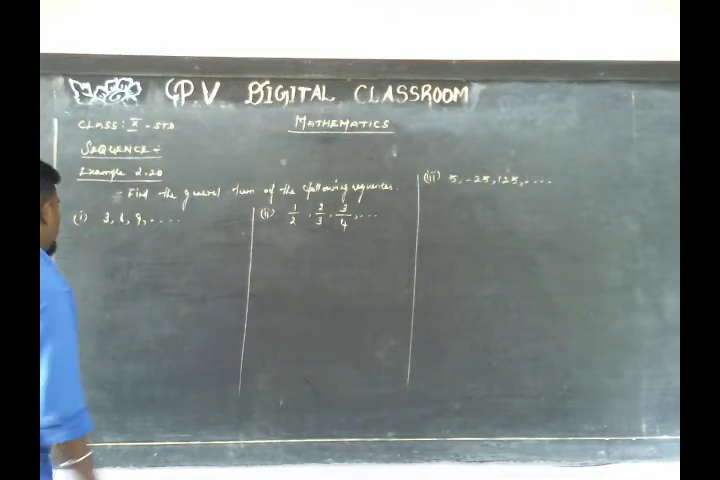 G.P.V DIGITAL CLASSROOM
CLASS: X - STD
MATHEMATICS
SEQUENCE:-
Example 2.20
- Find the general term of the following sequences.
(i) 3, 6, 9, ....
(ii) 1/2, 2/3, 3/4, ...
(iii) 5, -25, 125, ....